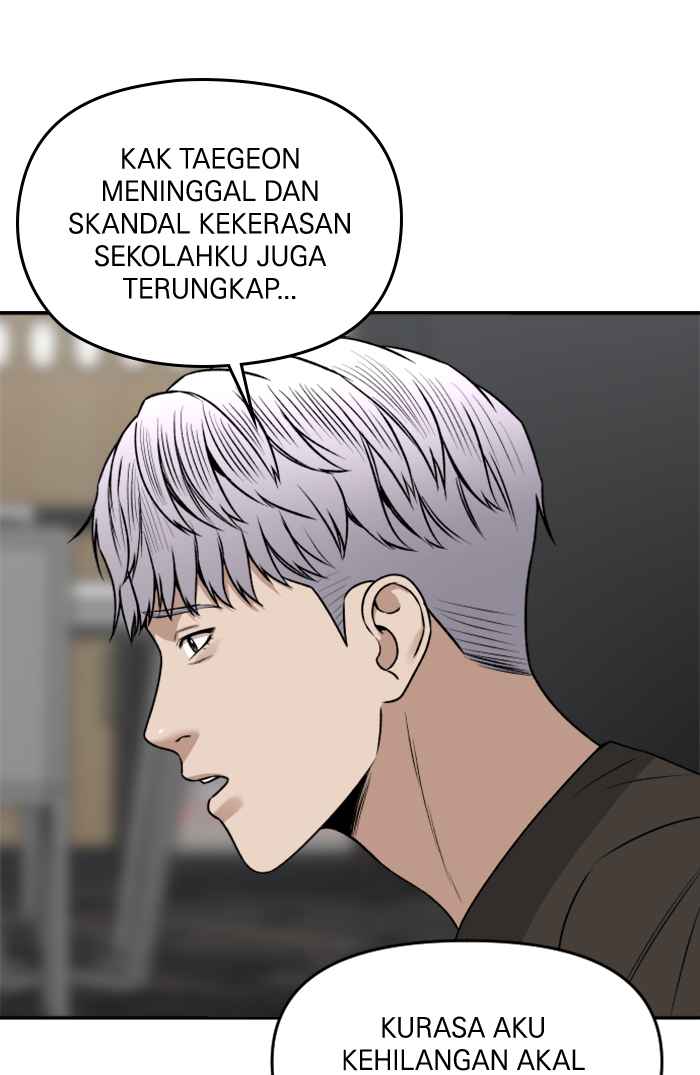 KAK TAEGEON
MENINGGAL DAN
SKANDAL KEKERASAN
SEKOLAHKU JUGA
TERUNGKAP...
KURASA AKU
KEHILANGAN AKAL